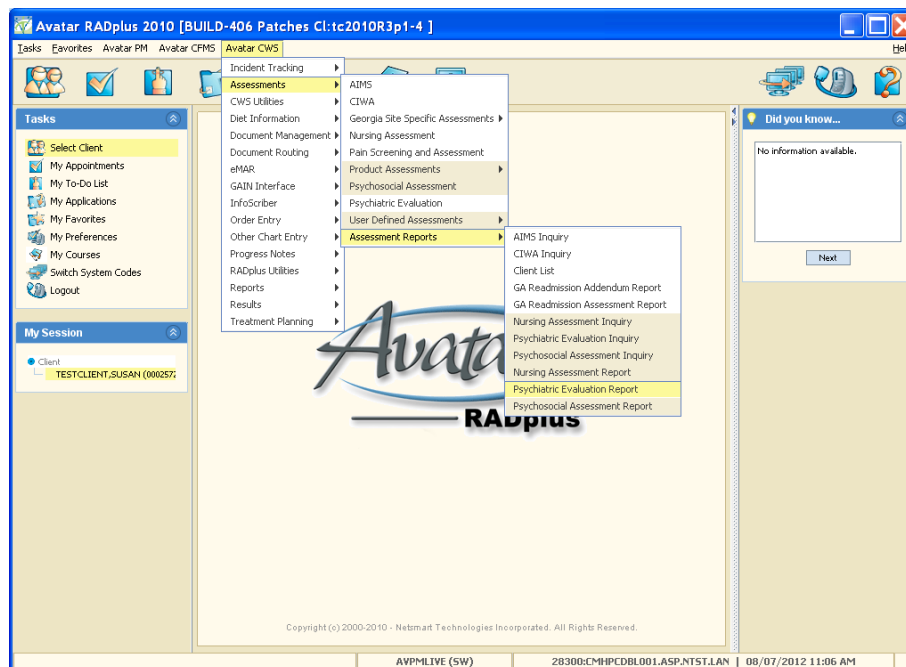 Avatar RADplus 2010 [BUILD-406 Patches Cl:tc2010R3p1-4 ]
Tasks Favorites Avatar PM Avatar CFMS Avatar CWS
Tasks
Select Client
My Appointments
My To-Do List
My Applications
My Favorites
My Preferences
My Courses
Switch System Codes
Logout
My Session
Client
TESTCLIENT,SUSAN (0002572
Incident Tracking
Assessments
CWS Utilities
Diet Information
Document Management
Document Routing
eMAR
GAIN Interface
InfoScriber
Order Entry
Other Chart Entry
Progress Notes
RADplus Utilities
Reports
Results
Treatment Planning
AIMS
CIWA
Georgia Site Specific Assessments
Nursing Assessment
Pain Screening and Assessment
Product Assessments
Psychosocial Assessment
Psychiatric Evaluation
User Defined Assessments
Assessment Reports
AIMS Inquiry
CIWA Inquiry
Client List
GA Readmission Addendum Report
GA Readmission Assessment Report
Nursing Assessment Inquiry
Psychiatric Evaluation Inquiry
Psychosocial Assessment Inquiry
Nursing Assessment Report
Psychiatric Evaluation Report
Psychosocial Assessment Report
Avata
RADplus
Did you know...
No information available.
Next
Copyright (c) 2000-2010 - Netsmart Technologies Incorporated. All Rights Reserved.
AVPMLIVE (SW) 28300:CMHPCDBL001.ASP.NTST.LAN 08/07/2012 11:06 AM